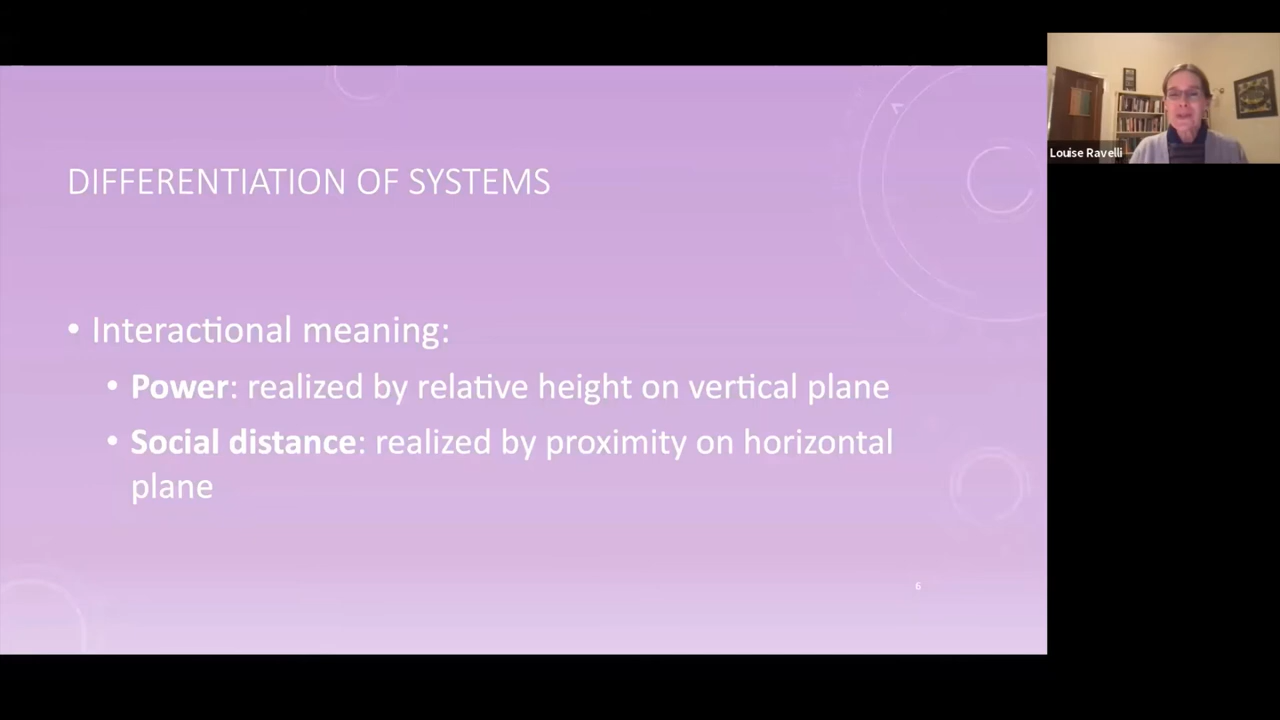 DIFFERENTIATION OF SYSTEMS
• Interactional meaning:
• Power: realized by relative height on vertical plane
• Social distance: realized by proximity on horizontal
plane
6
Louise Ravelli